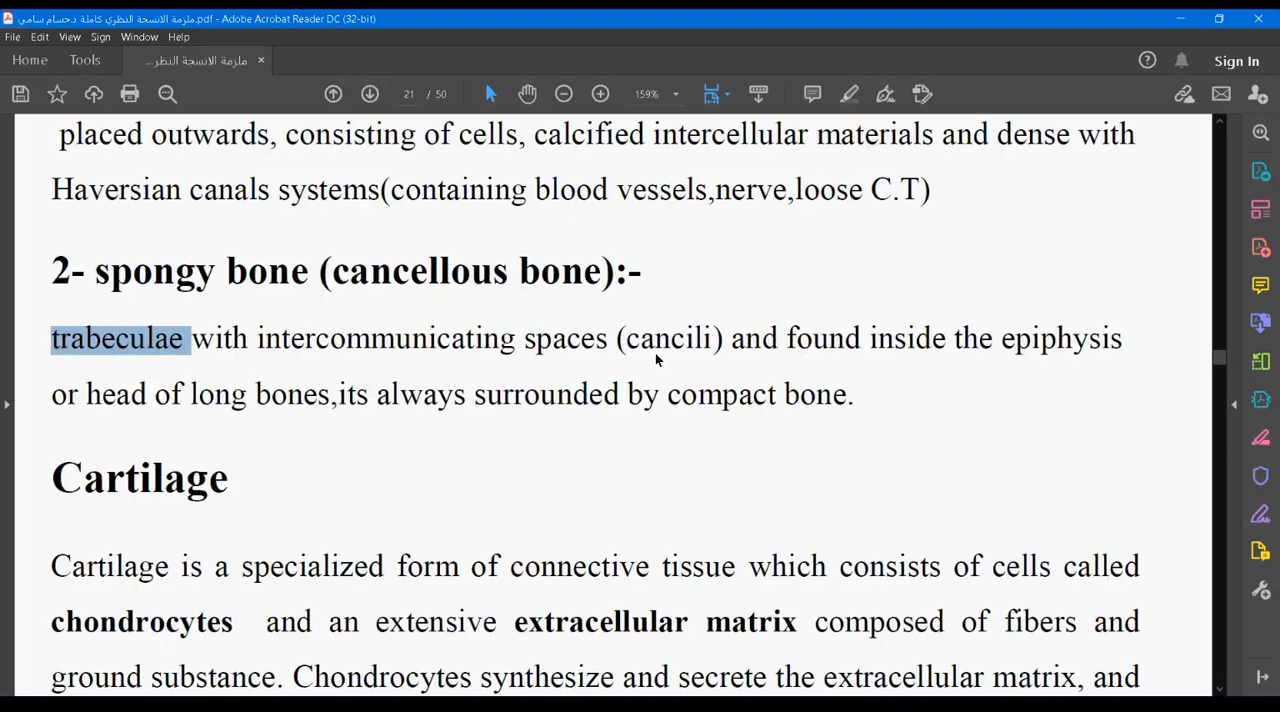 ملزمة الانسجة النظري كاملة د.حسام سامي.pdf - Adobe Acrobat Reader DC (32-bit)
File Edit View Sign Window Help
Home Tools ملزمة الانسجة النظر... × Sign In
21 / 50 159%
placed outwards, consisting of cells, calcified intercellular materials and dense with
Haversian canals systems(containing blood vessels,nerve,loose C.T)
2- spongy bone (cancellous bone):-
trabeculae with intercommunicating spaces (cancili) and found inside the epiphysis
or head of long bones,its always surrounded by compact bone.
Cartilage
Cartilage is a specialized form of connective tissue which consists of cells called
chondrocytes and an extensive extracellular matrix composed of fibers and
ground substance. Chondrocytes synthesize and secrete the extracellular matrix, and